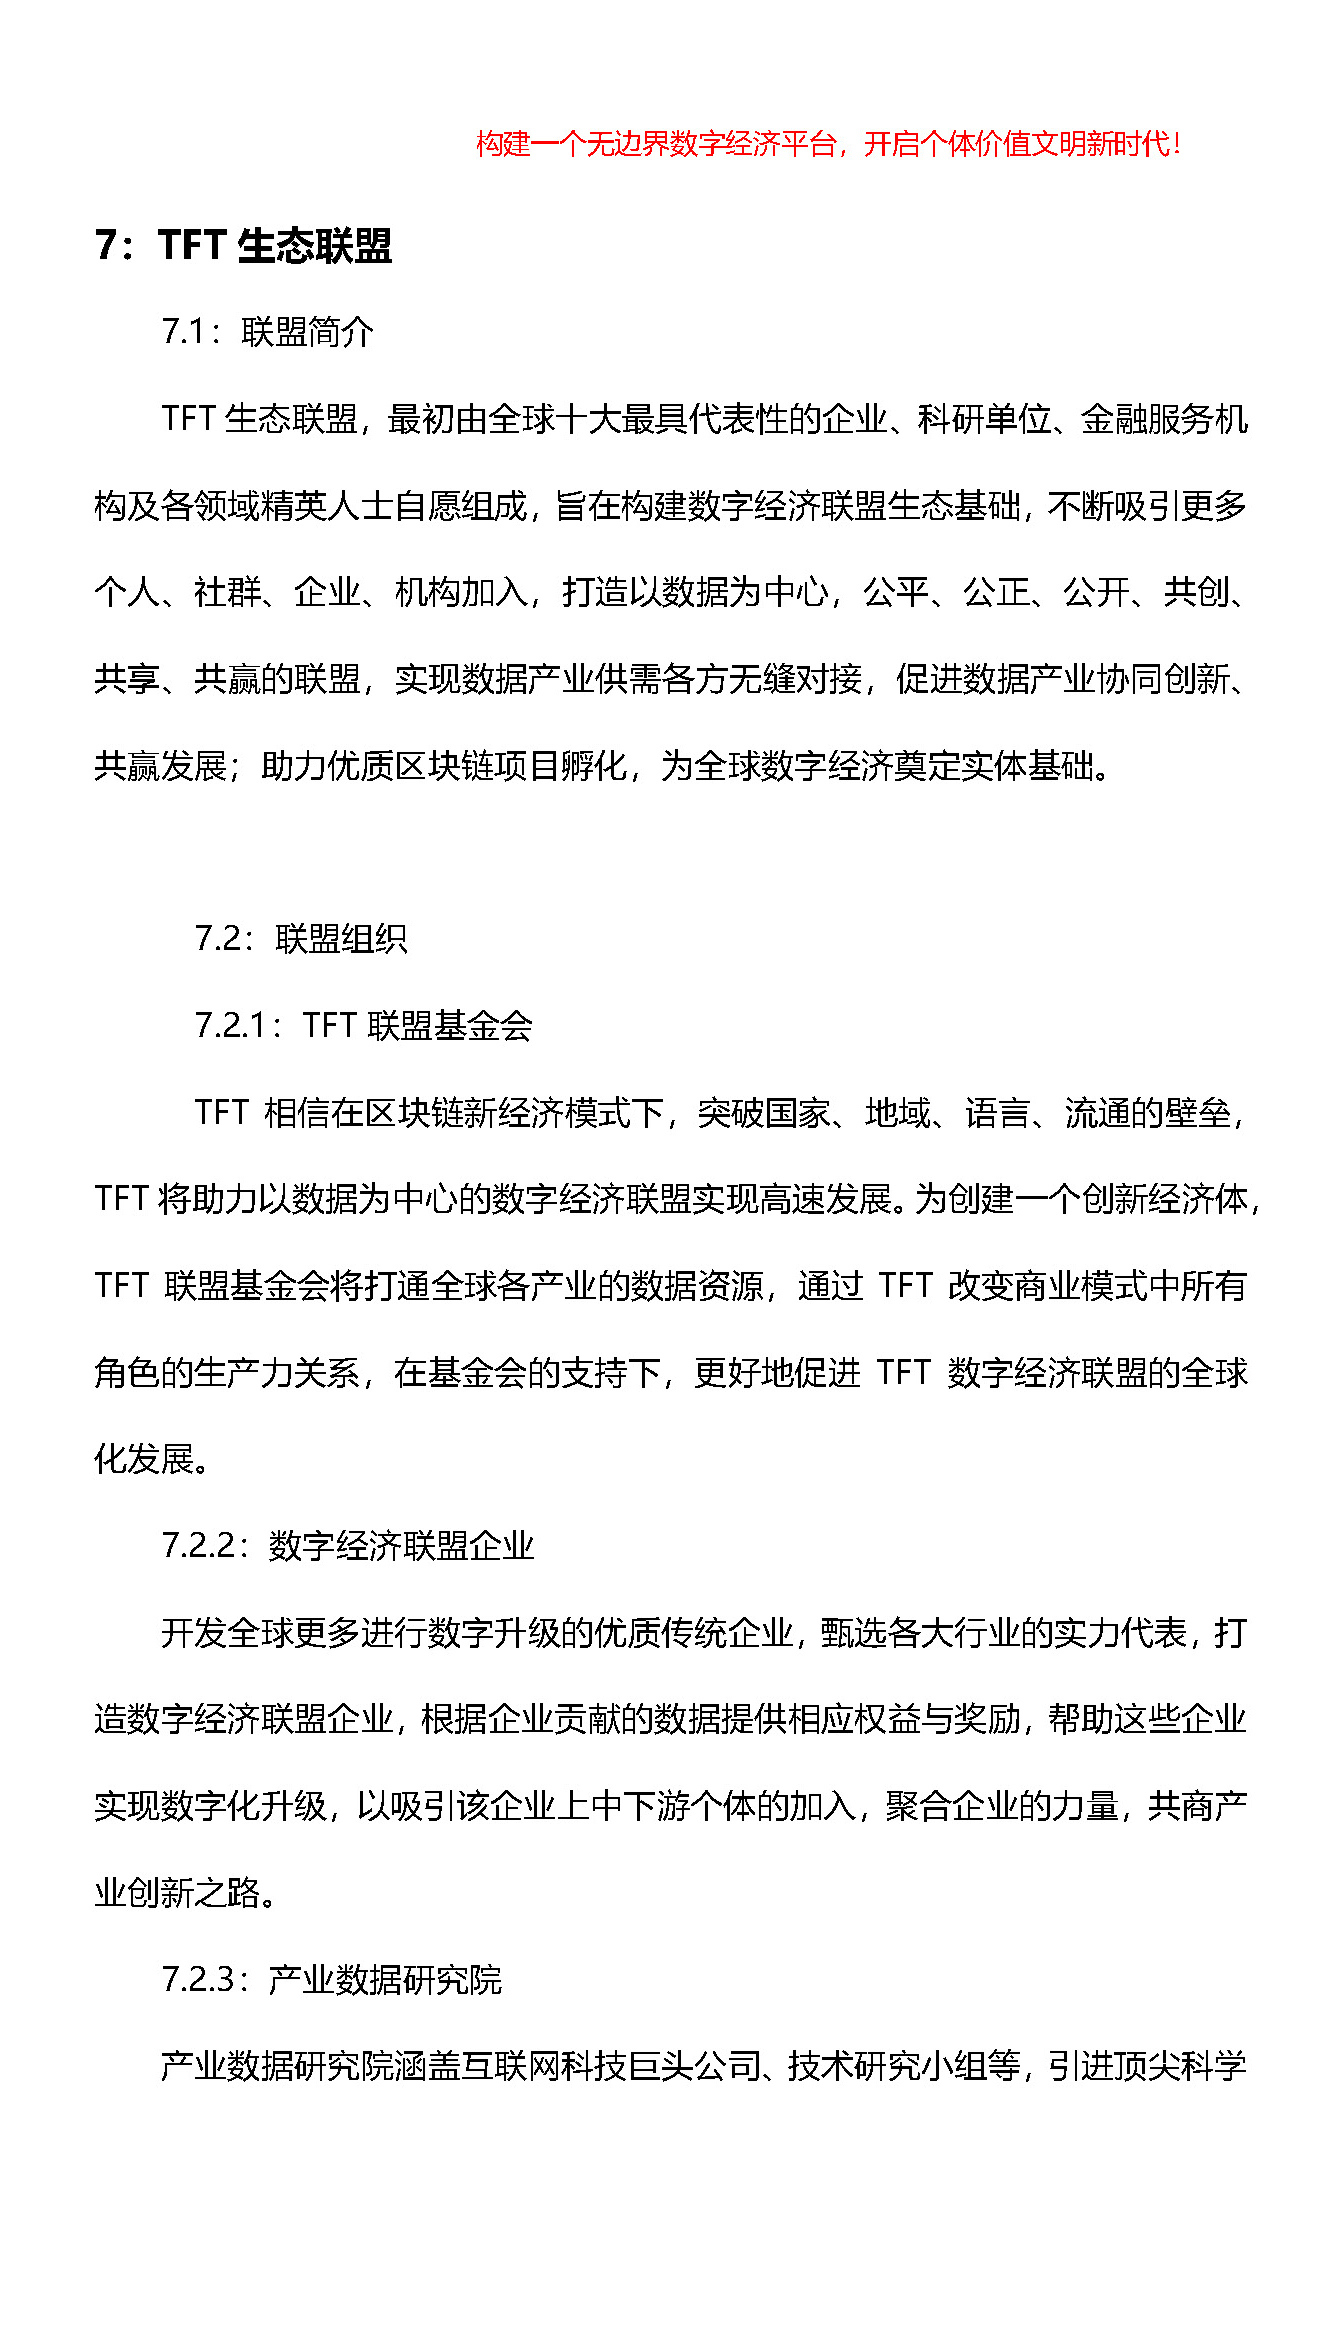 构建一个无边界数字经济平台，开启个体价值文明新时代！
7：TFT 生态联盟
7.1：联盟简介
TFT 生态联盟，最初由全球十大最具代表性的企业、科研单位、金融服务机
构及各领域精英人士自愿组成，旨在构建数字经济联盟生态基础，不断吸引更多
个人、社群、企业、机构加入，打造以数据为中心，公平、公正、公开、共创、
共享、共赢的联盟，实现数据产业供需各方无缝对接，促进数据产业协同创新、
共赢发展；助力优质区块链项目孵化，为全球数字经济奠定实体基础。
7.2：联盟组织
7.2.1：TFT 联盟基金会
TFT 相信在区块链新经济模式下，突破国家、地域、语言、流通的壁垒，
TFT 将助力以数据为中心的数字经济联盟实现高速发展。为创建一个创新经济体，
TFT 联盟基金会将打通全球各产业的数据资源，通过 TFT 改变商业模式中所有
角色的生产力关系，在基金会的支持下，更好地促进 TFT 数字经济联盟的全球
化发展。
7.2.2：数字经济联盟企业
开发全球更多进行数字升级的优质传统企业，甄选各大行业的实力代表，打
造数字经济联盟企业，根据企业贡献的数据提供相应权益与奖励，帮助这些企业
实现数字化升级，以吸引该企业上中下游个体的加入，聚合企业的力量，共商产
业创新之路。
7.2.3：产业数据研究院
产业数据研究院涵盖互联网科技巨头公司、技术研究小组等，引进顶尖科学